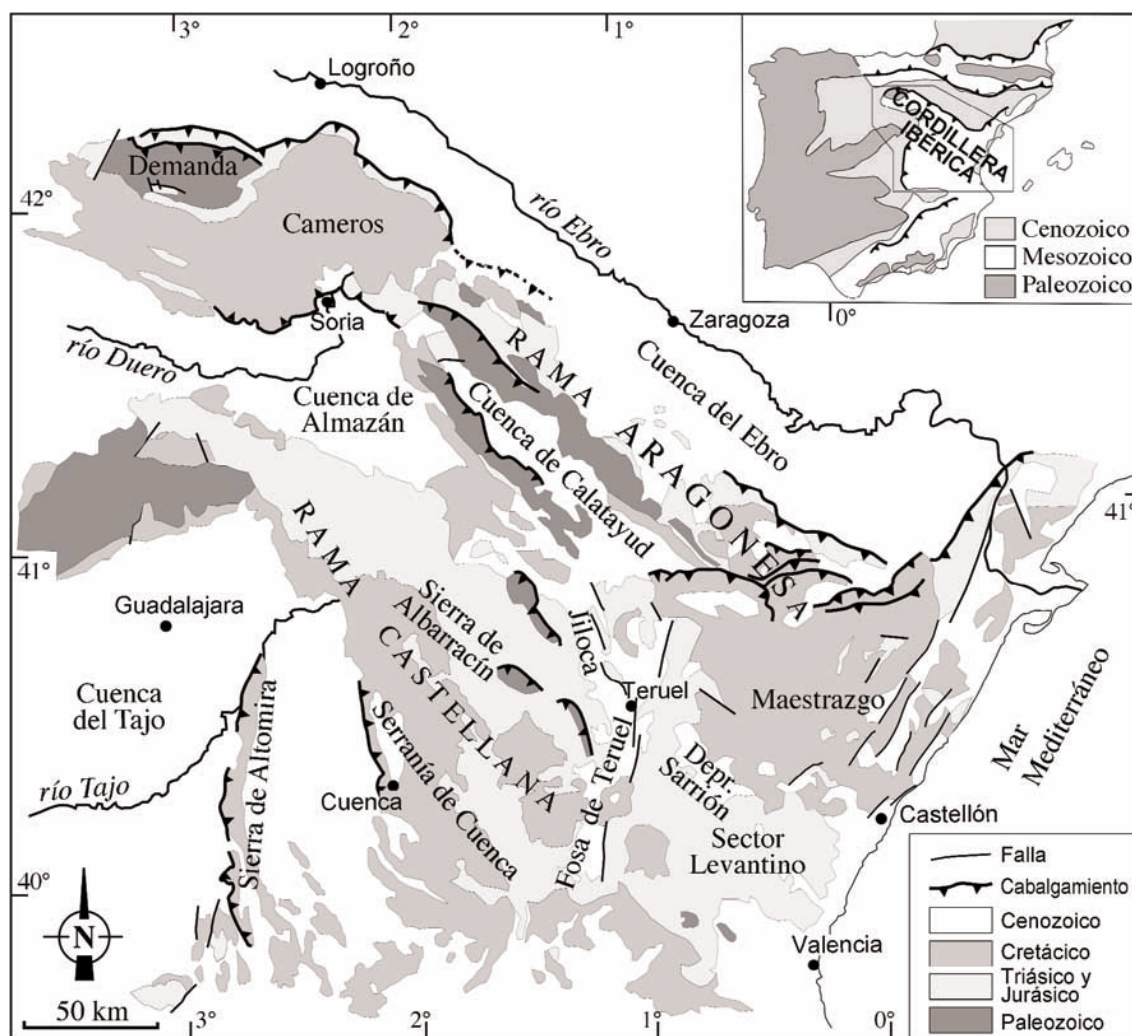 3°
2°
1°
Logroño
Demanda
42°
Cameros
río Ebro
Soria
Zaragoza
río Duero
Cuenca de
Almazán
RAMA
ARAGONESA
Cuenca del Ebro
Cuenca de Calatayud
41°
41°
RAMA
CASTELLANA
Guadalajara
Sierra de
Albarracín
Jiloca
Teruel
Maestrazgo
Cuenca
del Tajo
río Tajo
Sierra de Altomira
Cuenca
Serranía de Cuenca
Fosa de Teruel
Depr.
Sarrión
Sector
Levantino
Mar
Mediterráneo
Castellón
Valencia
40°
N
50 km
3°
2°
1°
0°
CORDILLERA
IBÉRICA
Cenozoico
Mesozoico
Paleozoico
0°
Falla
Cabalgamiento
Cenozoico
Cretácico
Triásico y
Jurásico
Paleozoico